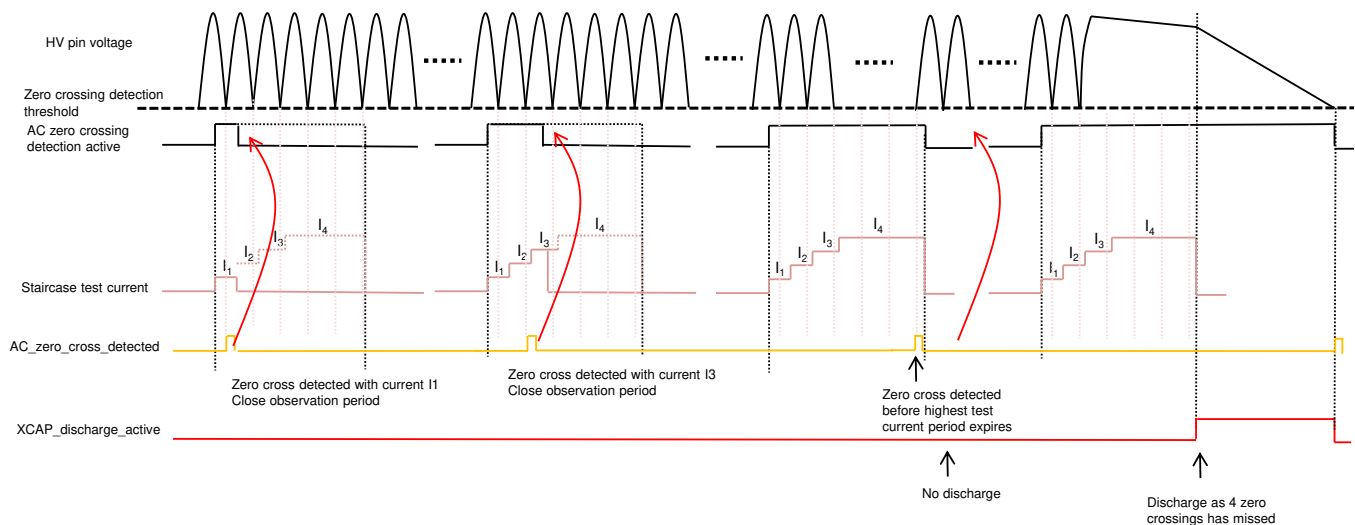 HV pin voltage
Zero crossing detection
threshold
AC zero crossing
detection active
I1
I2
I3
I4
I1
I2
I3
I4
I1
I2
I3
I4
I1
I2
I3
I4
Staircase test current
AC_zero_cross_detected
Zero cross detected with current I1
Close observation period
Zero cross detected with current I3
Close observation period
Zero cross detected
before highest test
current period expires
XCAP_discharge_active
No discharge
Discharge as 4 zero
crossings has missed